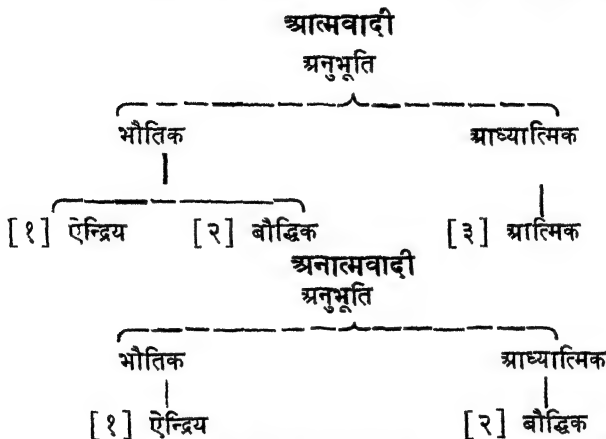 आत्मवादी
अनुभूति
भौतिक आध्यात्मिक
[१] ऐन्द्रिय [२] बौद्धिक [३] आत्मिक
अनात्मवादी
अनुभूति
भौतिक आध्यात्मिक
[१] ऐन्द्रिय [२] बौद्धिक